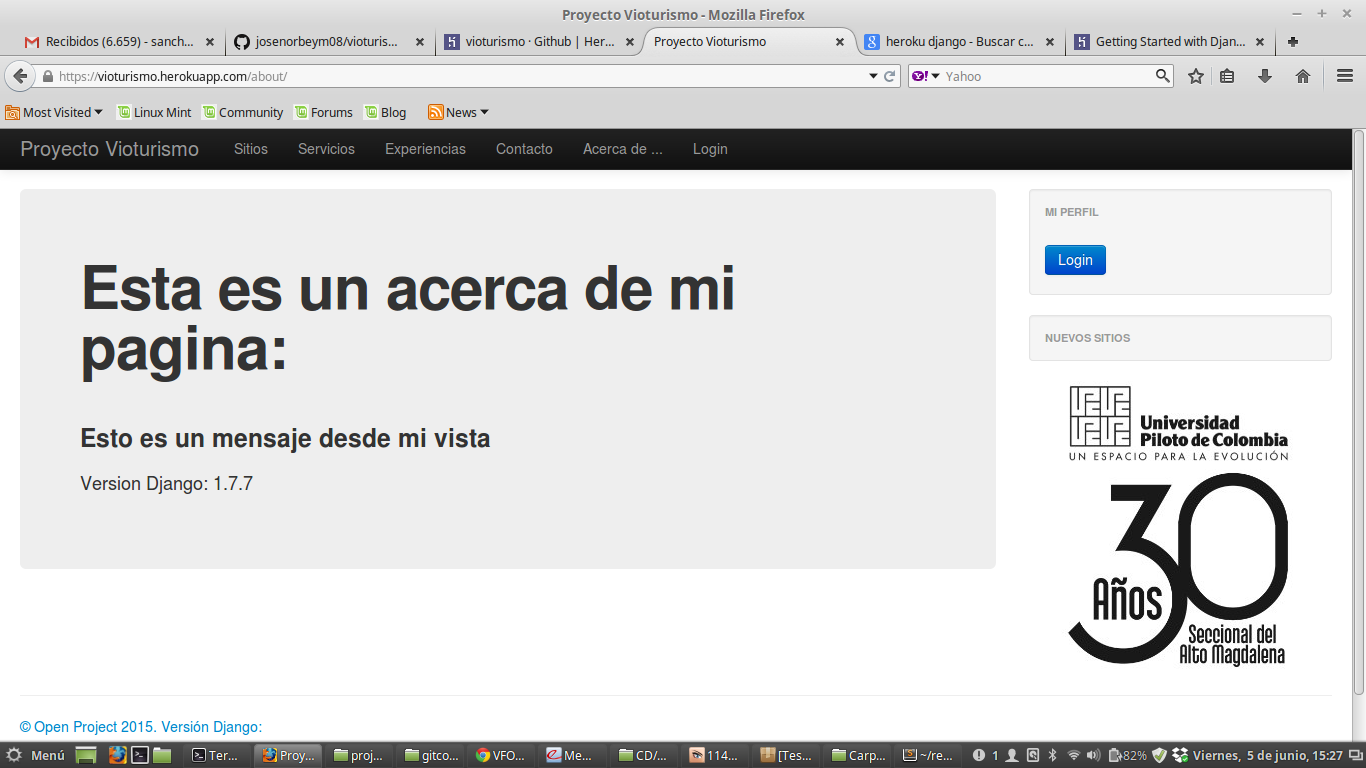 Proyecto Vioturismo - Mozilla Firefox
Recibidos (6.659) - sanch...
josenorbeym08/vioturis...
vioturismo · Github | Her...
Proyecto Vioturismo
heroku django - Buscar c...
Getting Started with Djan...
https://vioturismo.herokuapp.com/about/
Yahoo
Most Visited
Linux Mint
Community
Forums
Blog
News
Proyecto Vioturismo
Sitios
Servicios
Experiencias
Contacto
Acerca de ...
Login
Esta es un acerca de mi
pagina:
Esto es un mensaje desde mi vista
Version Django: 1.7.7
MI PERFIL
Login
NUEVOS SITIOS
Universidad
Piloto de Colombia
UN ESPACIO PARA LA EVOLUCIÓN
30
Años
Seccional del
Alto Magdalena
© Open Project 2015. Versión Django:
Menú
Ter...
Proy...
proj...
gitco...
VFO...
Me...
CD/...
114...
[Tes...
Carp...
~/re...
1
82%
Viernes, 5 de junio, 15:27